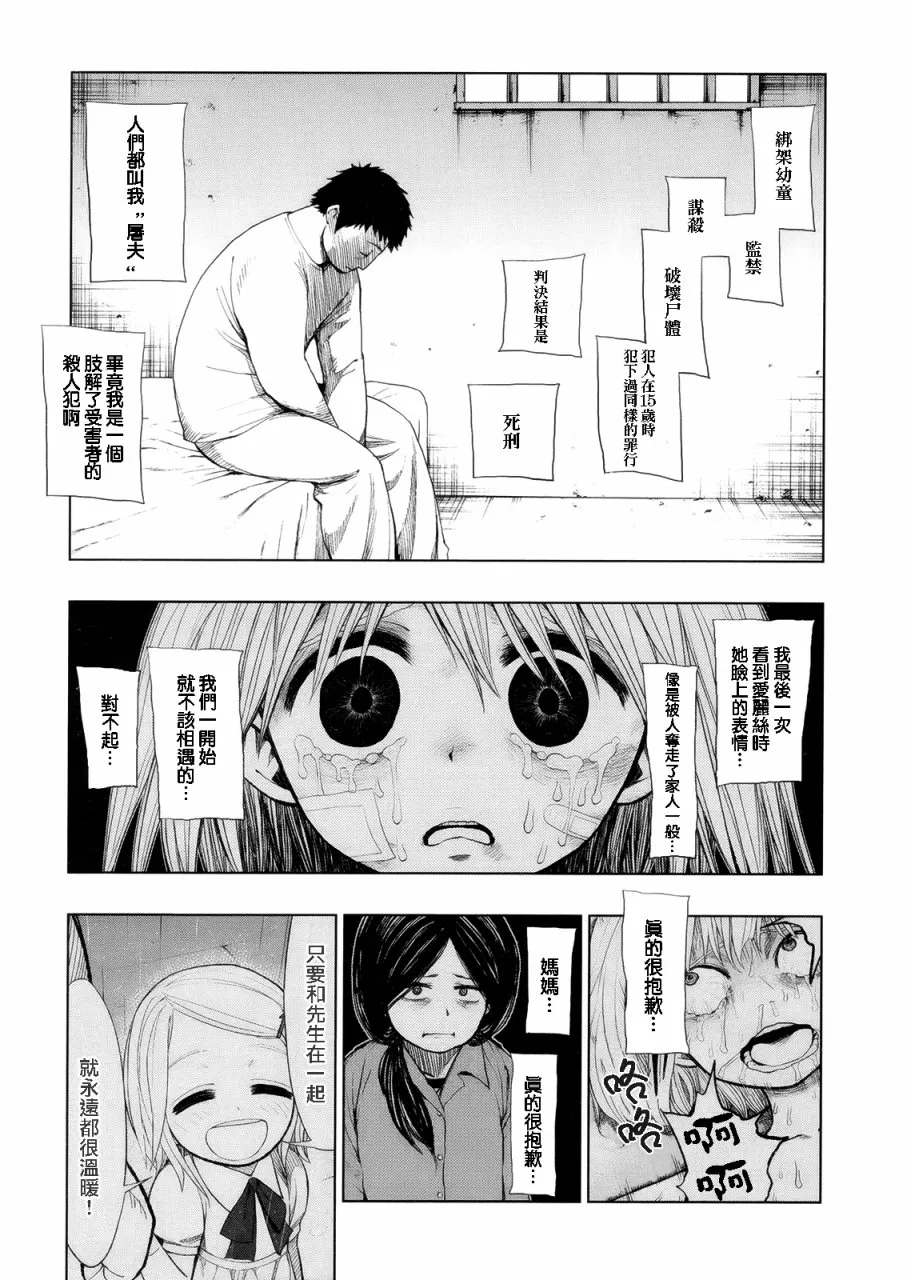 綁架幼童
監禁
謀殺
破壞尸體
犯人在15歲時
犯下過同樣的罪行
判決結果是
死刑
人們都叫我”屠夫“
畢竟我是一個
肢解了受害者的
殺人犯啊
我最後一次
看到愛麗絲時
她臉上的表情…
像是被人奪走了家人一般…
我們一開始
就不該相遇的…
對不起…
眞的很抱歉…
咯咯
啊啊
媽媽…
眞的很抱歉…
只要和先生在一起
就永遠都很溫暖！